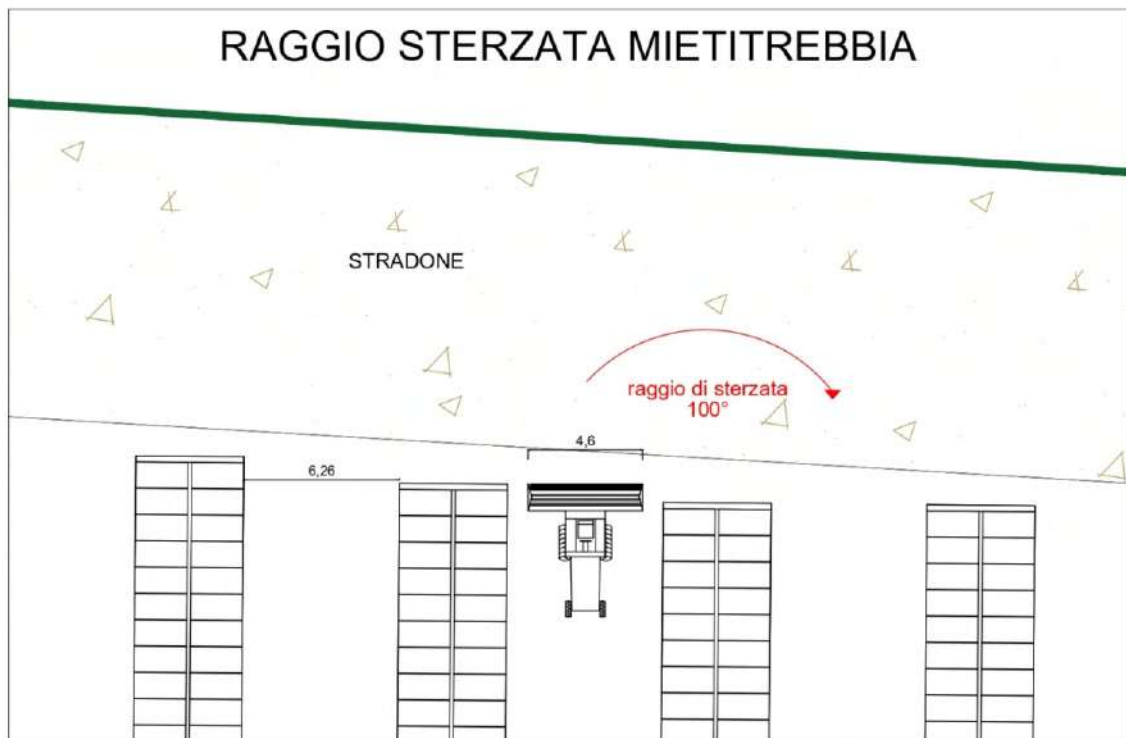 RAGGIO STERZATA MIETITREBBIA
STRADONE
raggio di sterzata
100°
4,6
6,26